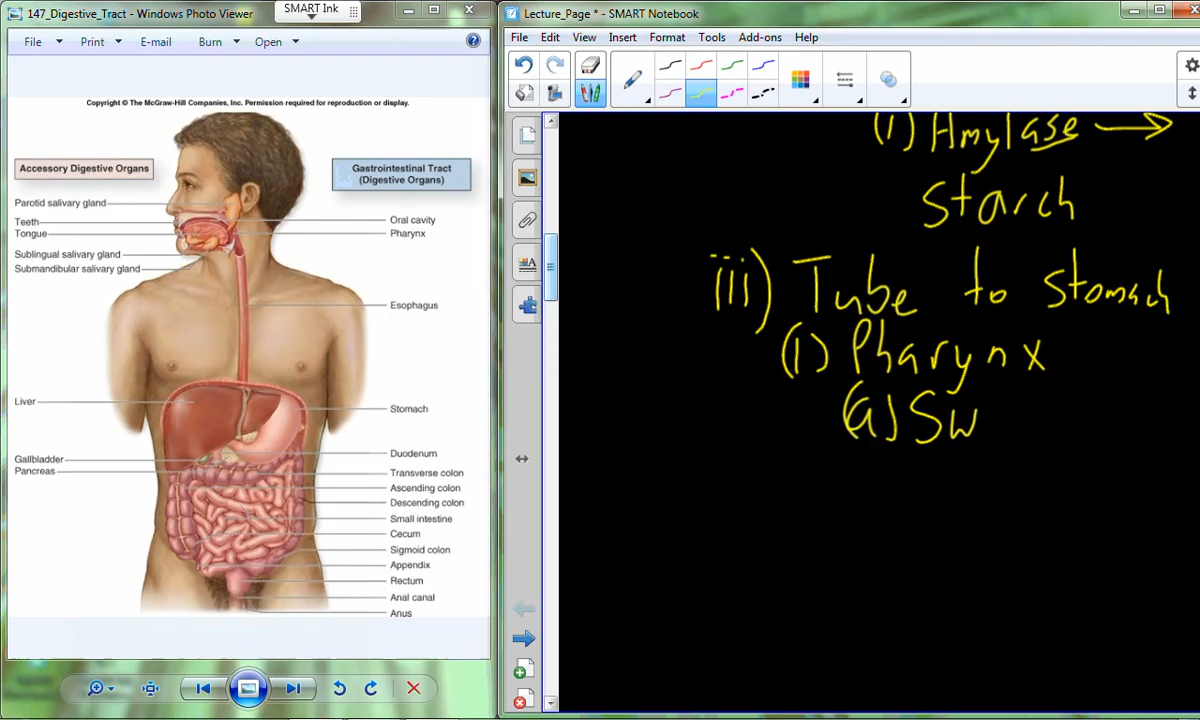 147_Digestive_Tract - Windows Photo Viewer
SMART Ink
File Print E-mail Burn Open
Copyright © The McGraw-Hill Companies, Inc. Permission required for reproduction or display.
Accessory Digestive Organs
Gastrointestinal Tract
(Digestive Organs)
Parotid salivary gland
Teeth
Tongue
Sublingual salivary gland
Submandibular salivary gland
Liver
Gallbladder
Pancreas
Oral cavity
Pharynx
Esophagus
Stomach
Duodenum
Transverse colon
Ascending colon
Descending colon
Small intestine
Cecum
Sigmoid colon
Appendix
Rectum
Anal canal
Anus
Lecture_Page * - SMART Notebook
File Edit View Insert Format Tools Add-ons Help
(1) Amylase →
starch
iii) Tube to stomach
(1) Pharynx
(a) Sw